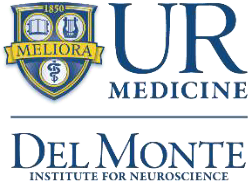 1850
MELIORA
UR
MEDICINE
DEL MONTE
INSTITUTE FOR NEUROSCIENCE